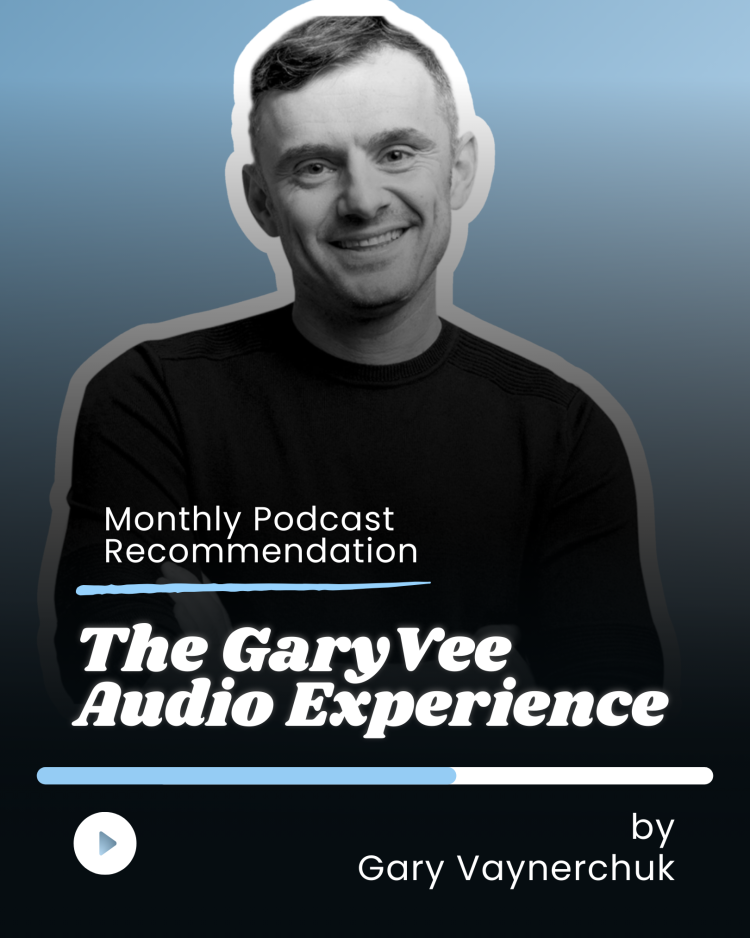 Monthly Podcast
Recommendation
The GaryVee
Audio Experience
by
Gary Vaynerchuk